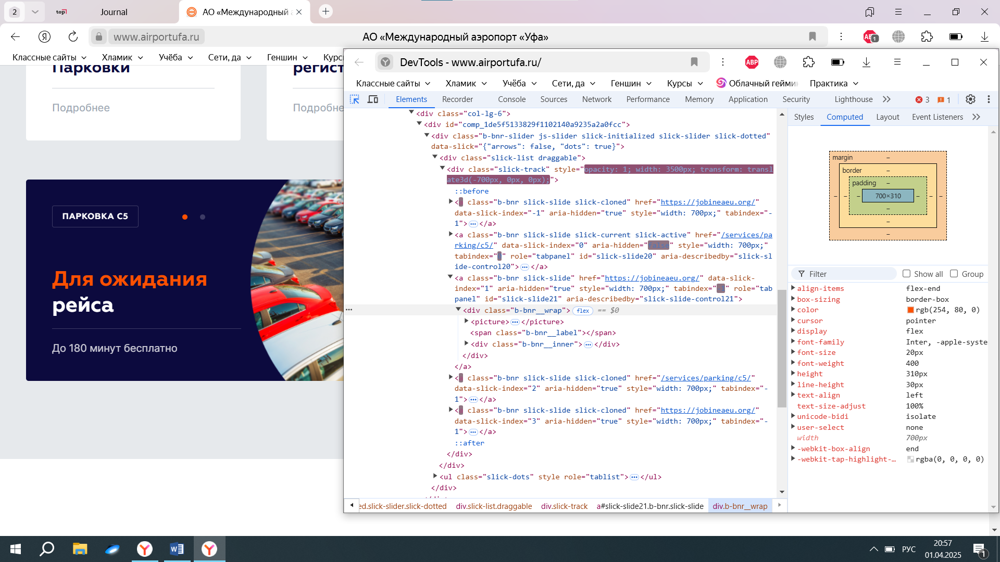 2
top1
Journal
АО «Международный а
www.airportufa.ru
АО «Международный аэропорт «Уфа»
1
Классные сайты
Хламик
Учёба
Сети, да
Геншин
Курс
Парковки
Подробнее
регист
Подробне
ПАРКОВКА С5
Для ожидания
рейса
До 180 минут бесплатно
DevTools - www.airportufa.ru/
ABP
Классные сайты
Хламик
Учёба
Сети, да
Геншин
Курсы
Облачный геймин
Практика
Elements
Recorder
Console
Sources
Network
Performance
Memory
Application
Security
Lighthouse
3
1
<div class="col-lg-6">
<div id="comp_1de5f5133829f1102140a9235a2a0fcc">
<div class="b-bnr-slider js-slider slick-initialized slick-slider slick-dotted"
data-slick="{"arrows": false, "dots": true}">
<div class="slick-list draggable">
<div class="slick-track" style="opacity: 1; width: 3500px; transform: transl
ate3d(-700px, 0px, 0px);">
::before
<a class="b-bnr slick-slide slick-cloned" href="https://jobineaeu.org/"
data-slick-index="-1" aria-hidden="true" style="width: 700px;" tabindex="-
1"> … </a>
<a class="b-bnr slick-slide slick-current slick-active" href="/services/pa
rking/c5/" data-slick-index="0" aria-hidden="false" style="width: 700px;"
tabindex="0" role="tabpanel" id="slick-slide20" aria-describedby="slick-sl
ide-control20"> … </a>
<a class="b-bnr slick-slide" href="https://jobineaeu.org/" data-slick-
index="1" aria-hidden="true" style="width: 700px;" tabindex="-1" role="tab
panel" id="slick-slide21" aria-describedby="slick-slide-control21">
<div class="b-bnr__wrap"> flex == $0
<picture> … </picture>
<span class="b-bnr__label"></span>
<div class="b-bnr__inner"> … </div>
</div>
</a>
<a class="b-bnr slick-slide slick-cloned" href="/services/parking/c5/"
data-slick-index="2" aria-hidden="true" style="width: 700px;" tabindex="-
1"> … </a>
<a class="b-bnr slick-slide slick-cloned" href="https://jobineaeu.org/"
data-slick-index="3" aria-hidden="true" style="width: 700px;" tabindex="-
1"> … </a>
::after
</div>
</div>
<ul class="slick-dots" style role="tablist"> … </ul>
</div>
ed.slick-slider.slick-dotted
div.slick-list.draggable
div.slick-track
a#slick-slide21.b-bnr.slick-slide
div.b-bnr__wrap
Styles
Computed
Layout
Event Listeners
margin –
border –
padding –
– – – 700×310 – – –
–
–
–
Filter
Show all
Group
align-items flex-end
box-sizing border-box
color rgb(254, 80, 0)
cursor pointer
display flex
font-family Inter, -apple-syste
font-size 20px
font-weight 400
height 310px
line-height 30px
text-align left
text-size-adjust 100%
unicode-bidi isolate
user-select none
width 700px
-webkit-box-align end
-webkit-tap-highlight-… rgba(0, 0, 0, 0)
РУС
20:57
01.04.2025
1